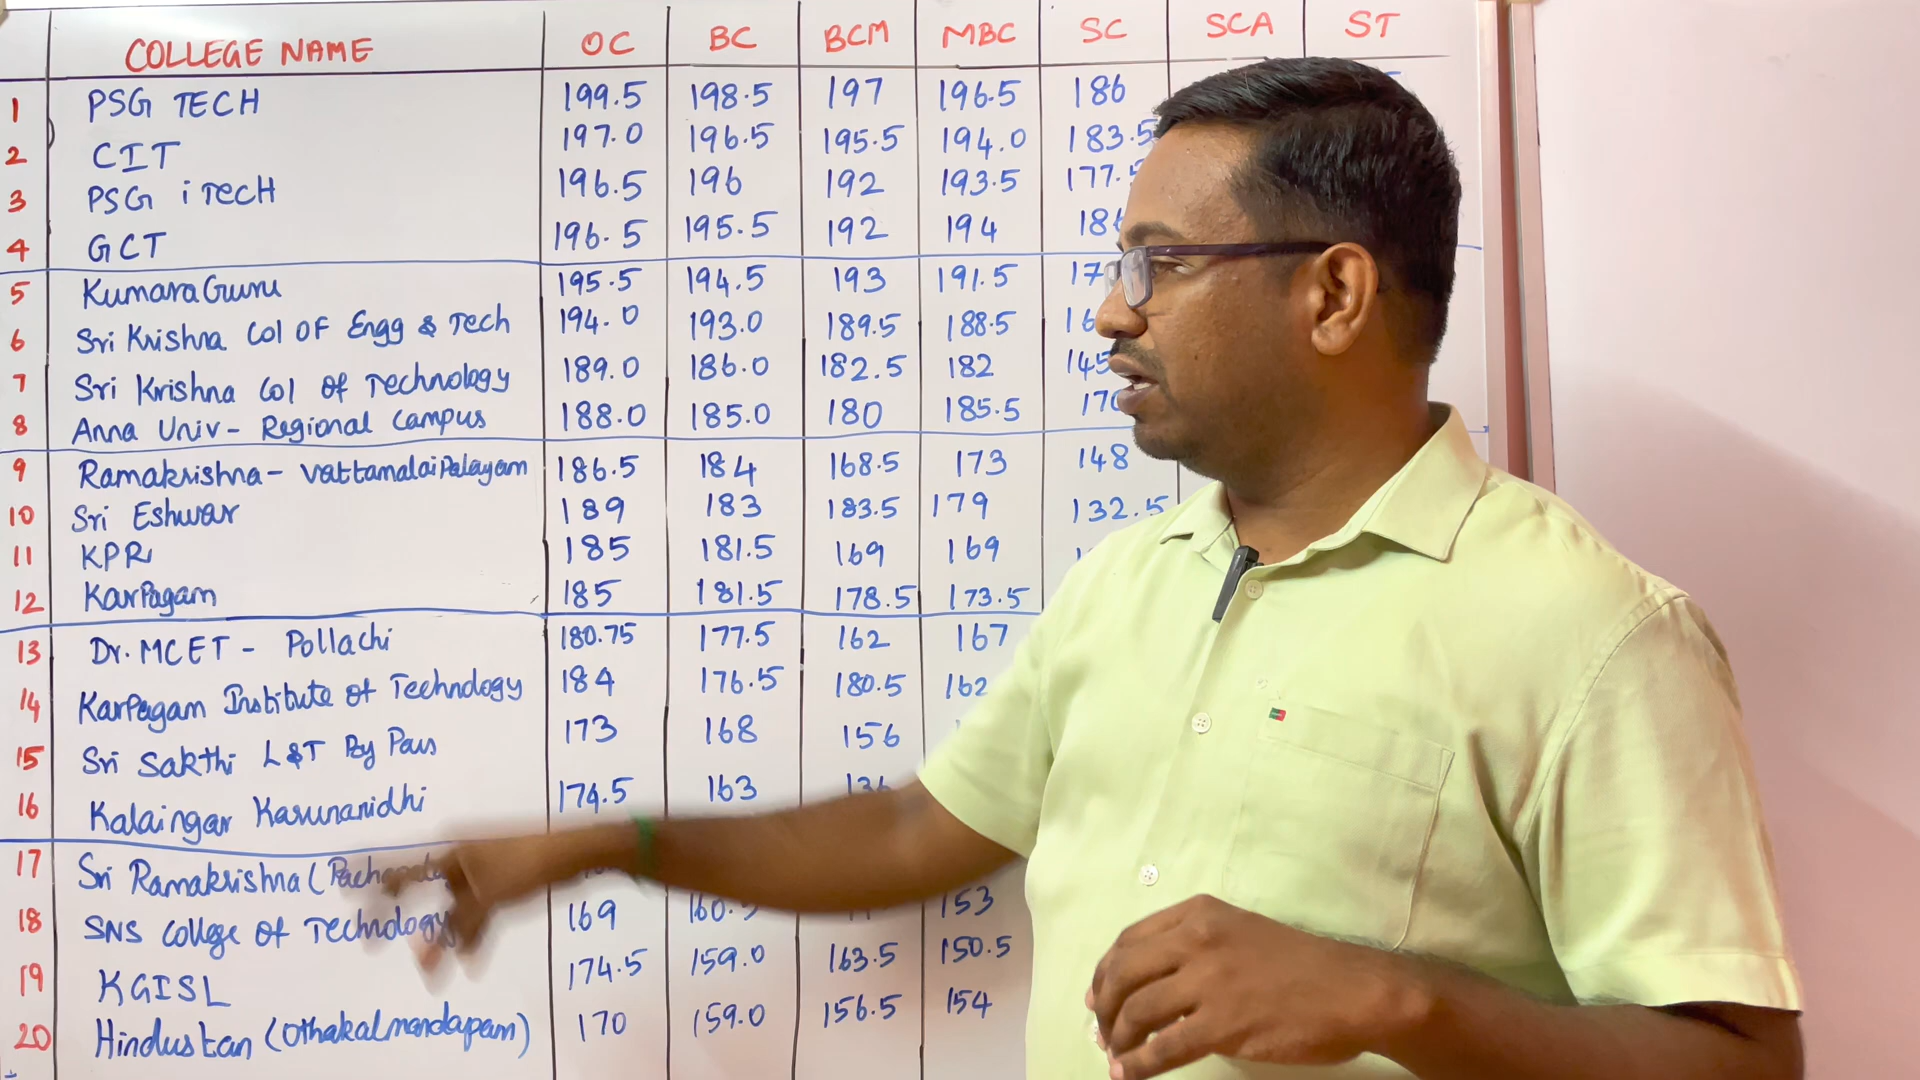 COLLEGE NAME OC BC BCM MBC SC SCA ST
1 PSG TECH 199.5 198.5 197 196.5 186
2 CIT 197.0 196.5 195.5 194.0 183.5
3 PSG i TECH 196.5 196 192 193.5
4 GCT 196.5 195.5 192 194
5 KumaraGuru 195.5 194.5 193 191.5
6 Sri Krishna Col OF Engg & Tech 194.0 193.0 189.5 188.5
7 Sri Krishna Col of Technology 189.0 186.0 182.5 182
8 Anna Univ - Regional Campus 188.0 185.0 180 185.5
9 Ramakrishna - VattamalaiPalayam 186.5 184 168.5 173 148
10 Sri Eshwar 189 183 183.5 179 132.5
11 KPR 185 181.5 169 169
12 KarPagam 185 181.5 178.5 173.5
13 Dr. MCET - Pollachi 180.75 177.5 162 167
14 KarPagam Institute of Technology 184 176.5 180.5 162
15 Sri Sakthi L&T By Pass 173 168 156
16 Kalaingar Karunanidhi 174.5 163
17 Sri Ramakrishna (
18 SNS College of Technology 169 153
19 KGISL 174.5 159.0 163.5 150.5
20 Hindustan (Othakalmandapam) 170 159.0 156.5 154